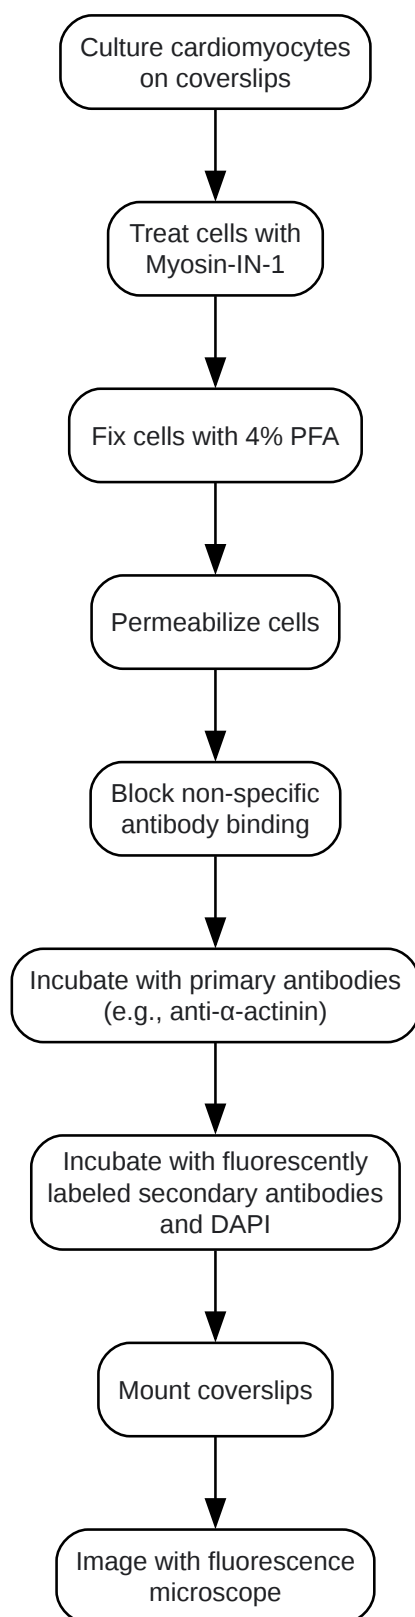 Culture cardiomyocytes
on coverslips
Treat cells with
Myosin-IN-1
Fix cells with 4% PFA
Permeabilize cells
Block non-specific
antibody binding
Incubate with primary antibodies
(e.g., anti-α-actinin)
Incubate with fluorescently
labeled secondary antibodies
and DAPI
Mount coverslips
Image with fluorescence
microscope